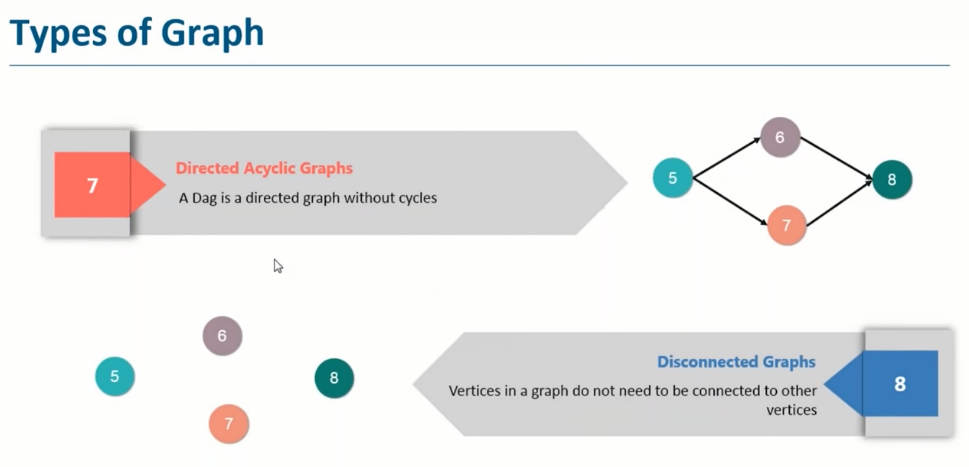 Types of Graph
7
Directed Acyclic Graphs
A Dag is a directed graph without cycles
6
5
8
7
6
5
8
7
Disconnected Graphs
Vertices in a graph do not need to be connected to other
vertices
8